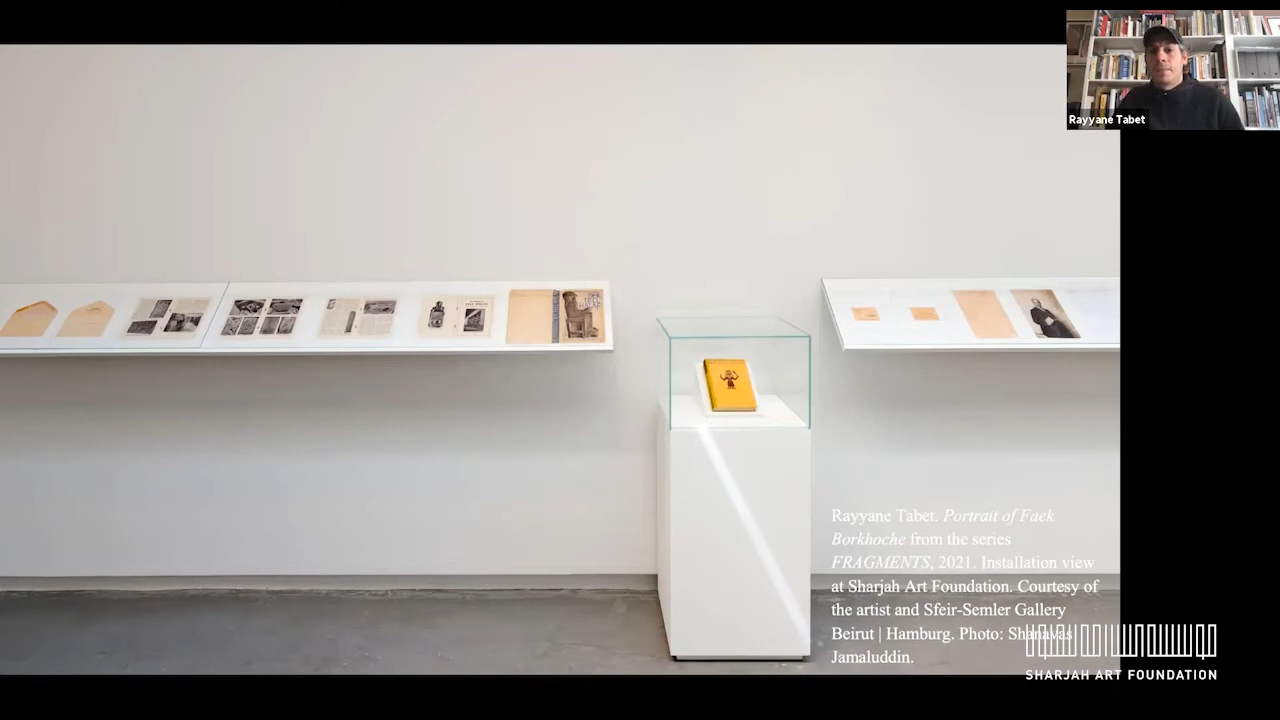 Rayyane Tabet
Rayyane Tabet. Portrait of Faek
Borkhoche from the series
FRAGMENTS, 2021. Installation view
at Sharjah Art Foundation. Courtesy of
the artist and Sfeir-Semler Gallery
Beirut | Hamburg. Photo: Shanavas
Jamaluddin.
SHARJAH ART FOUNDATION